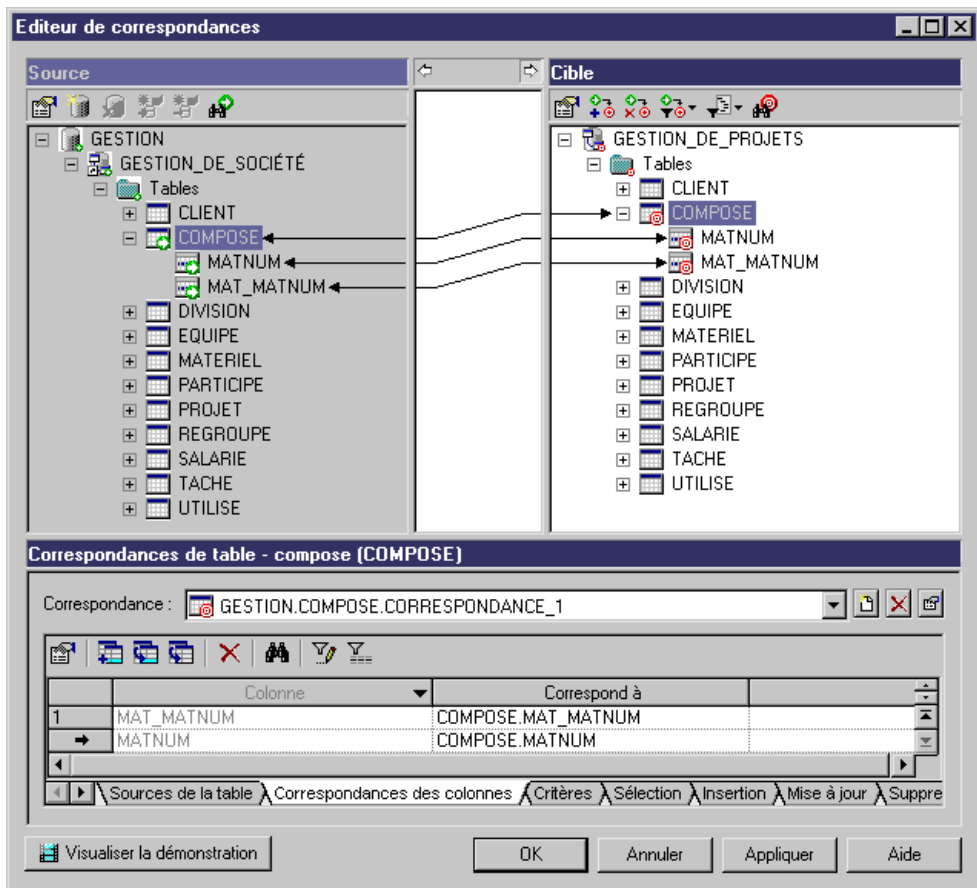 Editeur de correspondances
Source
Cible
GESTION
GESTION_DE_SOCIÉTÉ
Tables
CLIENT
COMPOSE
MATNUM
MAT_MATNUM
DIVISION
EQUIPE
MATERIEL
PARTICIPE
PROJET
REGROUPE
SALARIE
TACHE
UTILISE
GESTION_DE_PROJETS
Tables
CLIENT
COMPOSE
MATNUM
MAT_MATNUM
DIVISION
EQUIPE
MATERIEL
PARTICIPE
PROJET
REGROUPE
SALARIE
TACHE
UTILISE
Correspondances de table - compose (COMPOSE)
Correspondance : GESTION.COMPOSE.CORRESPONDANCE_1
Colonne Correspond à
1 MAT_MATNUM COMPOSE.MAT_MATNUM
MATNUM COMPOSE.MATNUM
Sources de la table Correspondances des colonnes Critères Sélection Insertion Mise à jour Suppre
Visualiser la démonstration OK Annuler Appliquer Aide